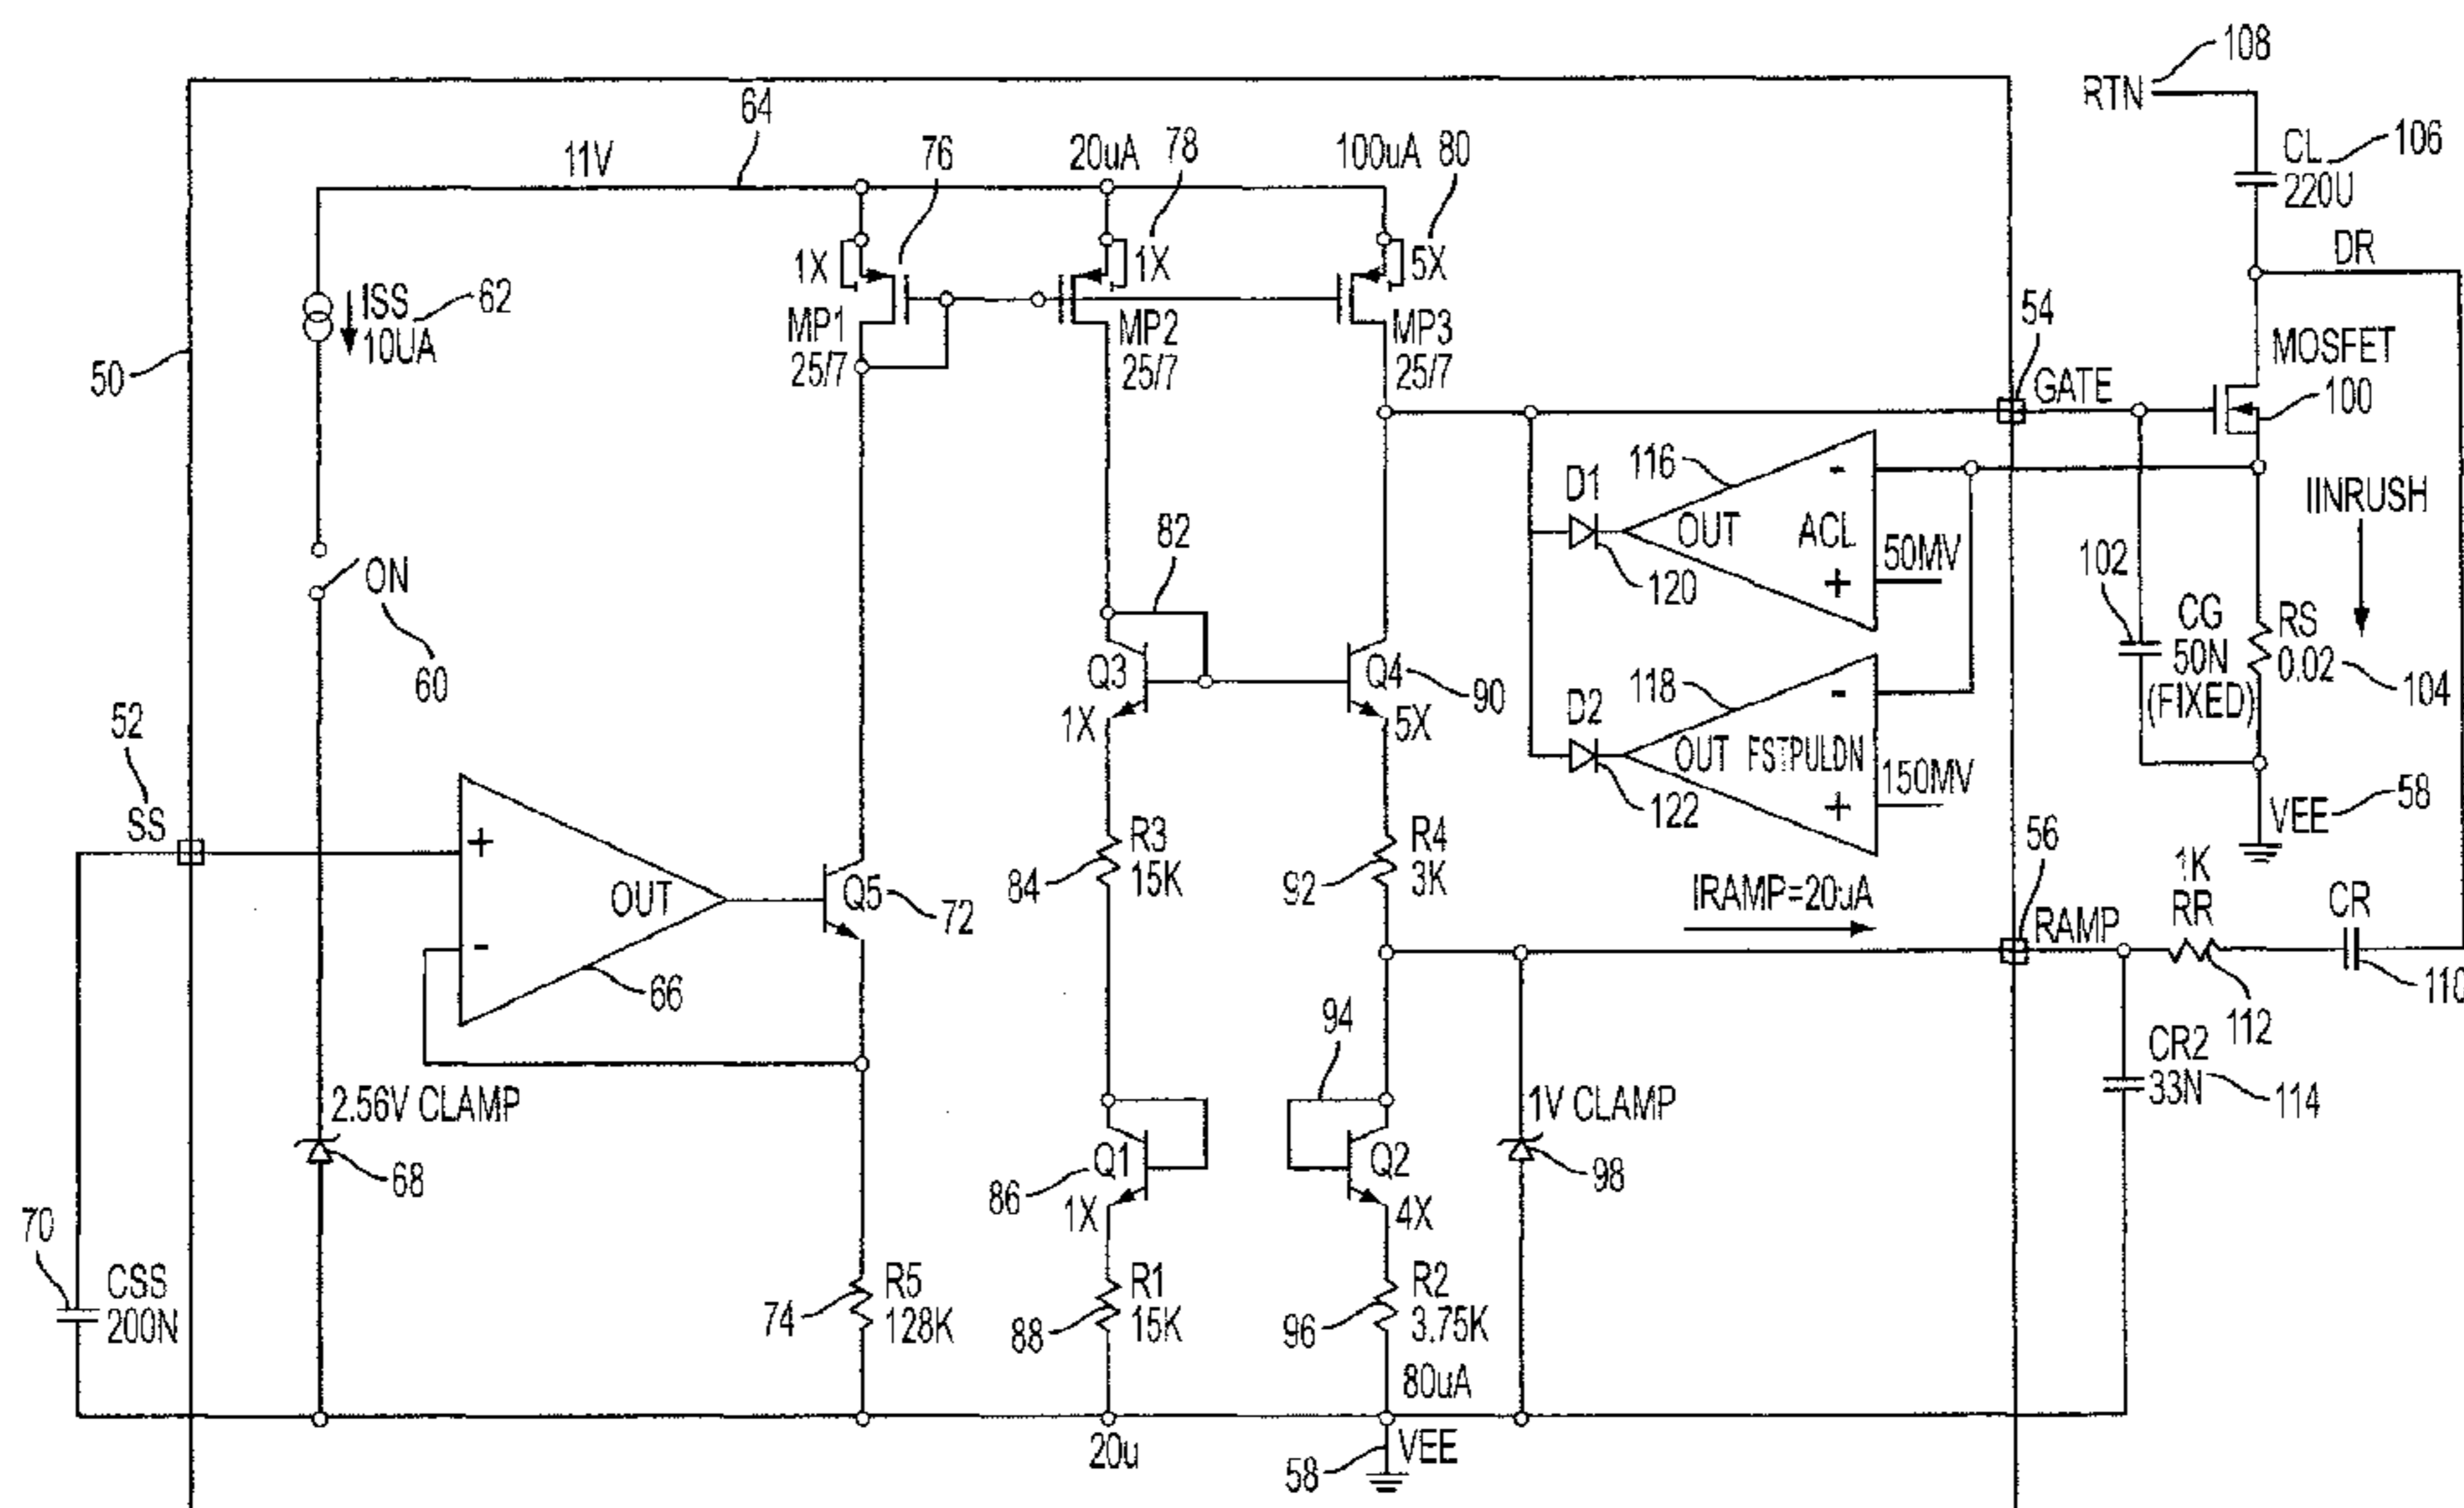 108
RTN
64
11V
76
20uA
78
100uA 80
CL
220U
106
DR
1X
1X
5X
ISS
10UA
62
MP1
25/7
MP2
25/7
MP3
25/7
54
GATE
MOSFET
100
50
116
D1
-
OUT ACL
50MV
+
120
IINRUSH
102
CG
50N
(FIXED)
RS
0.02
104
82
ON
60
Q3
1X
Q4
5X
90
118
D2
-
OUT FSTPULDN
150MV
+
122
VEE 58
52
SS
+
OUT
-
66
Q5
72
84
R3
15K
92
R4
3K
IRAMP=20uA
56
RAMP
1K
RR
112
CR
110
CR2
33N
114
2.56V CLAMP
68
94
1V CLAMP
98
Q1
1X
86
Q2
4X
70
CSS
200N
74
R5
128K
88
R1
15K
96
R2
3.75K
80uA
20u
58
VEE